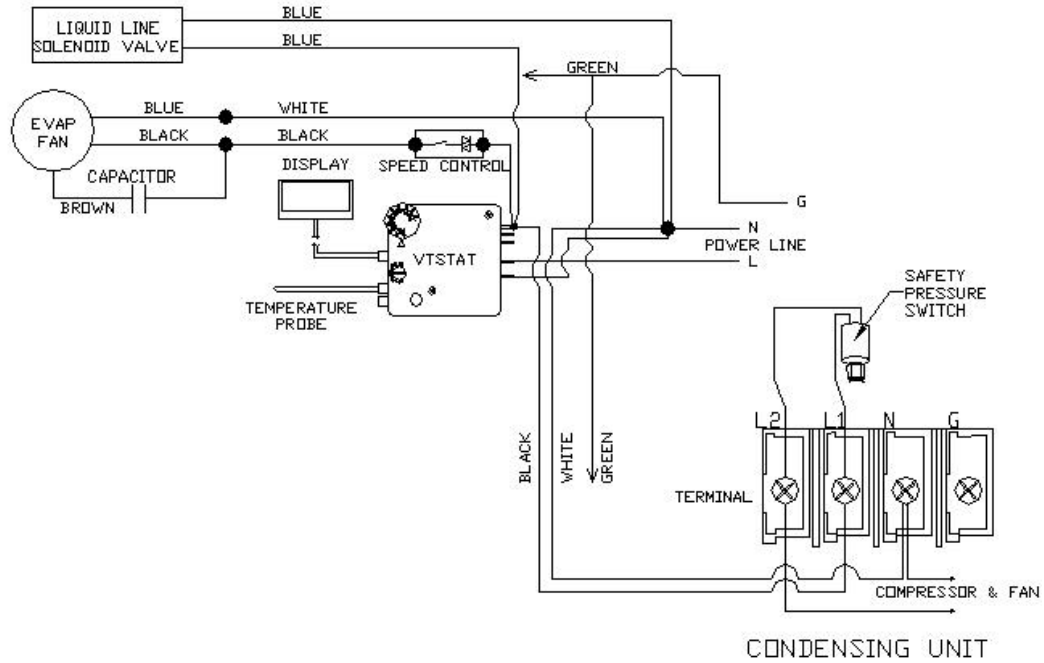 BLUE
LIQUID LINE
SOLENOID VALVE
BLUE
GREEN
BLUE
WHITE
EVAP
FAN
BLACK
BLACK
DISPLAY
SPEED CONTROL
CAPACITOR
BROWN
G
N
POWER LINE
L
VTSTAT
TEMPERATURE
PROBE
SAFETY
PRESSURE
SWITCH
L2
L1
N
G
BLACK
WHITE
GREEN
TERMINAL
COMPRESSOR & FAN
CONDENSING UNIT